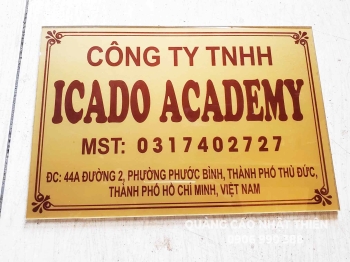 CÔNG TY TNHH
ICADO ACADEMY
MST: 0317402727
ĐC: 44A ĐƯỜNG 2, PHƯỜNG PHƯỚC BÌNH, THÀNH PHỐ THỦ ĐỨC,
THÀNH PHỐ HỒ CHÍ MINH, VIỆT NAM
QUẢNG CÁO NHẬT THIÊN